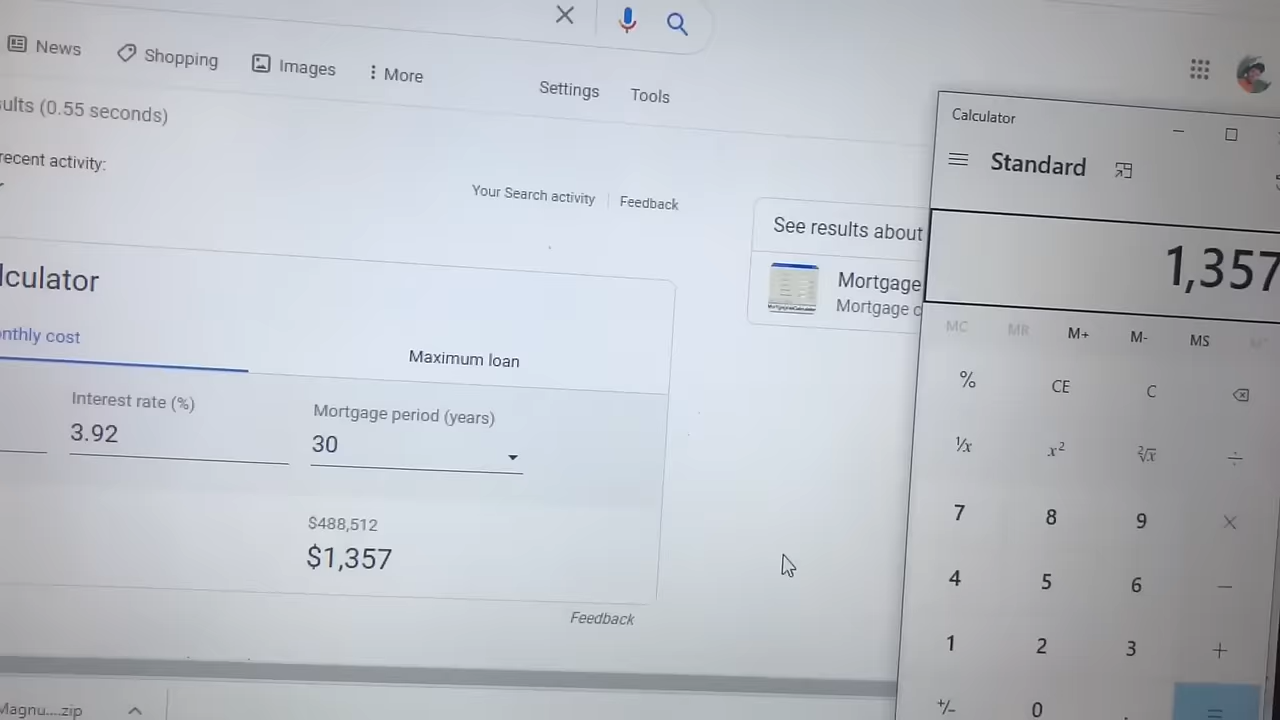 News Shopping Images More
Settings Tools
ults (0.55 seconds)
recent activity:
Your Search activity Feedback
lculator
nthly cost
Maximum loan
Interest rate (%)
3.92
Mortgage period (years)
30
$488,512
$1,357
Feedback
See results about
Mortgage
Mortgage c
Magnu....zip
Calculator
Standard
1,357
MC MR M+ M- MS
% CE C
¹/x x² ²√x ÷
7 8 9 ×
4 5 6 −
1 2 3 +
+/- 0 . =